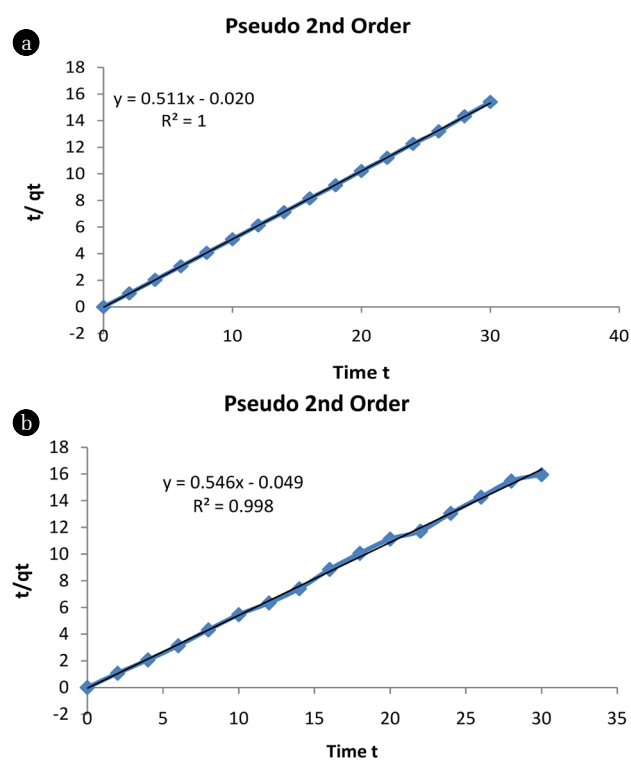 a
Pseudo 2nd Order
18
16
14
12
10
8
6
4
2
0
-2
y = 0.511x - 0.020
R² = 1
t/ qt
0 10 20 30 40
Time t
b
Pseudo 2nd Order
18
16
14
12
10
8
6
4
2
0
-2
y = 0.546x - 0.049
R² = 0.998
t/qt
0 5 10 15 20 25 30 35
Time t